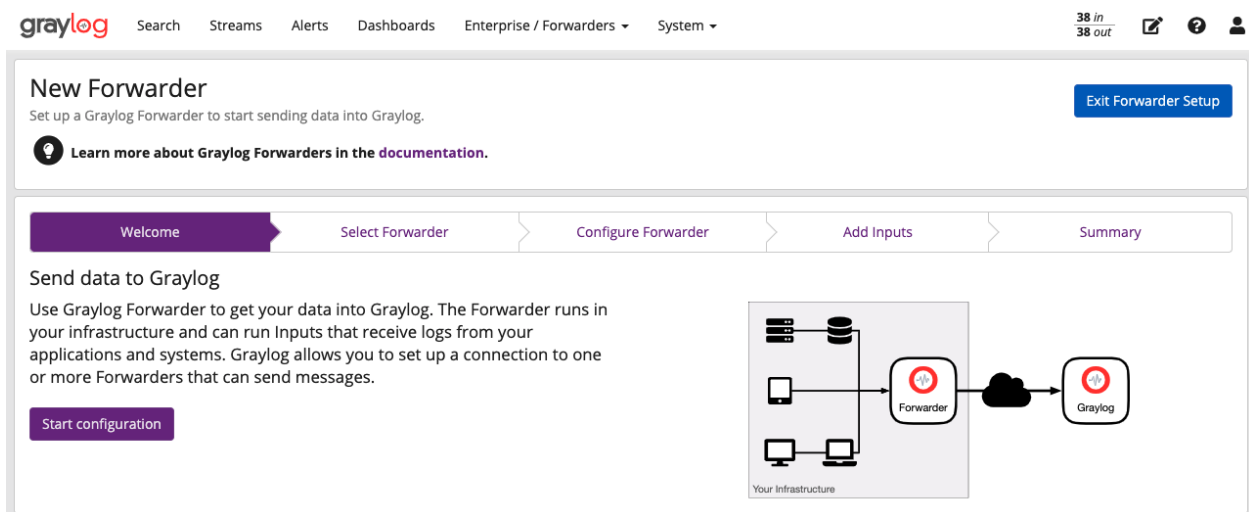 graylog Search Streams Alerts Dashboards Enterprise / Forwarders System 38 in
38 out
New Forwarder
Exit Forwarder Setup
Set up a Graylog Forwarder to start sending data into Graylog.
Learn more about Graylog Forwarders in the documentation.
Welcome Select Forwarder Configure Forwarder Add Inputs Summary
Send data to Graylog
Use Graylog Forwarder to get your data into Graylog. The Forwarder runs in
your infrastructure and can run Inputs that receive logs from your
applications and systems. Graylog allows you to set up a connection to one
or more Forwarders that can send messages.
Start configuration
Forwarder
Graylog
Your Infrastructure